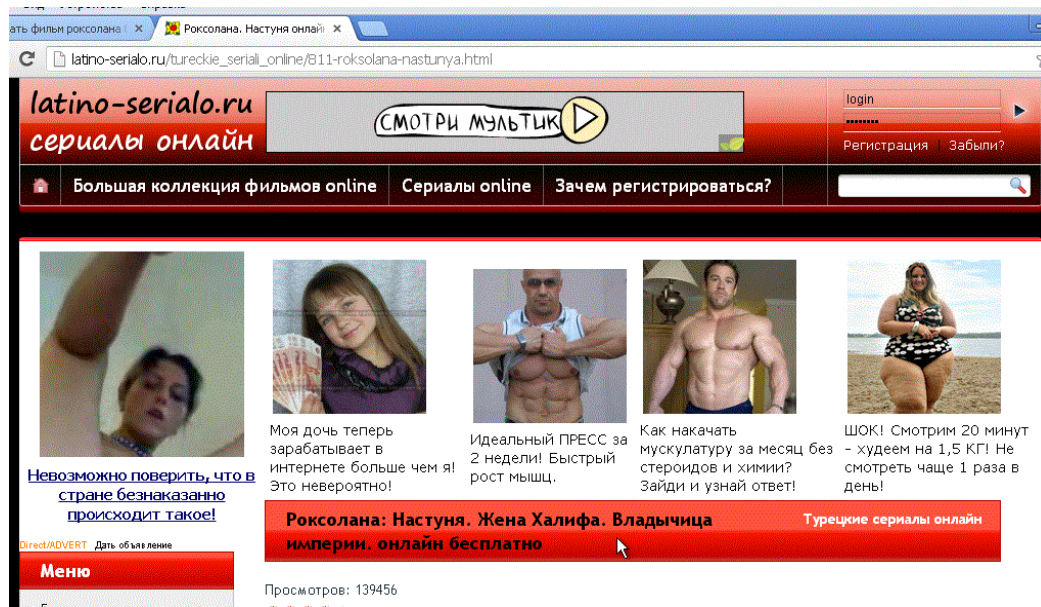 ать фильм роксолана
Роксолана. Настуня онлай
latino-serialo.ru/tureckie_seriali_online/811-roksolana-nastunya.html
latino-serialo.ru
сериалы онлайн
СМОТРИ МУЛЬТИК
login
Регистрация | Забыли?
Большая коллекция фильмов online
Сериалы online
Зачем регистрироваться?
Невозможно поверить, что в
стране безнаказанно
происходит такое!
Моя дочь теперь
зарабатывает в
интернете больше чем я!
Это невероятно!
Идеальный ПРЕСС за
2 недели! Быстрый
рост мышц.
Как накачать
мускулатуру за месяц без
стероидов и химии?
Зайди и узнай ответ!
ШОК! Смотрим 20 минут
- худеем на 1,5 КГ! Не
смотреть чаще 1 раза в
день!
Direct/ADVERT Дать объявление
Меню
Роксолана: Настуня. Жена Халифа. Владычица
империи. онлайн бесплатно
Турецкие сериалы онлайн
Просмотров: 139456